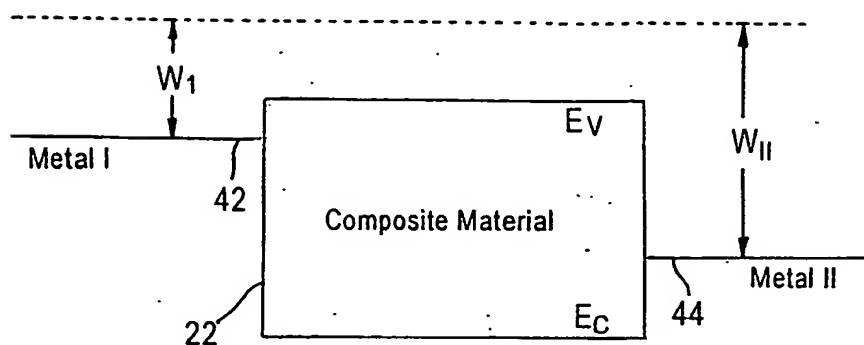 W1
EV
WII
Metal I
42
Composite Material
Metal II
22
EC
44